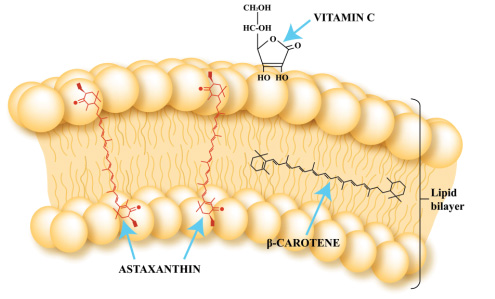 CH₂OH
VITAMIN C
HC-OH
O
O
HO OH
Lipid
bilayer
β-CAROTENE
ASTAXANTHIN